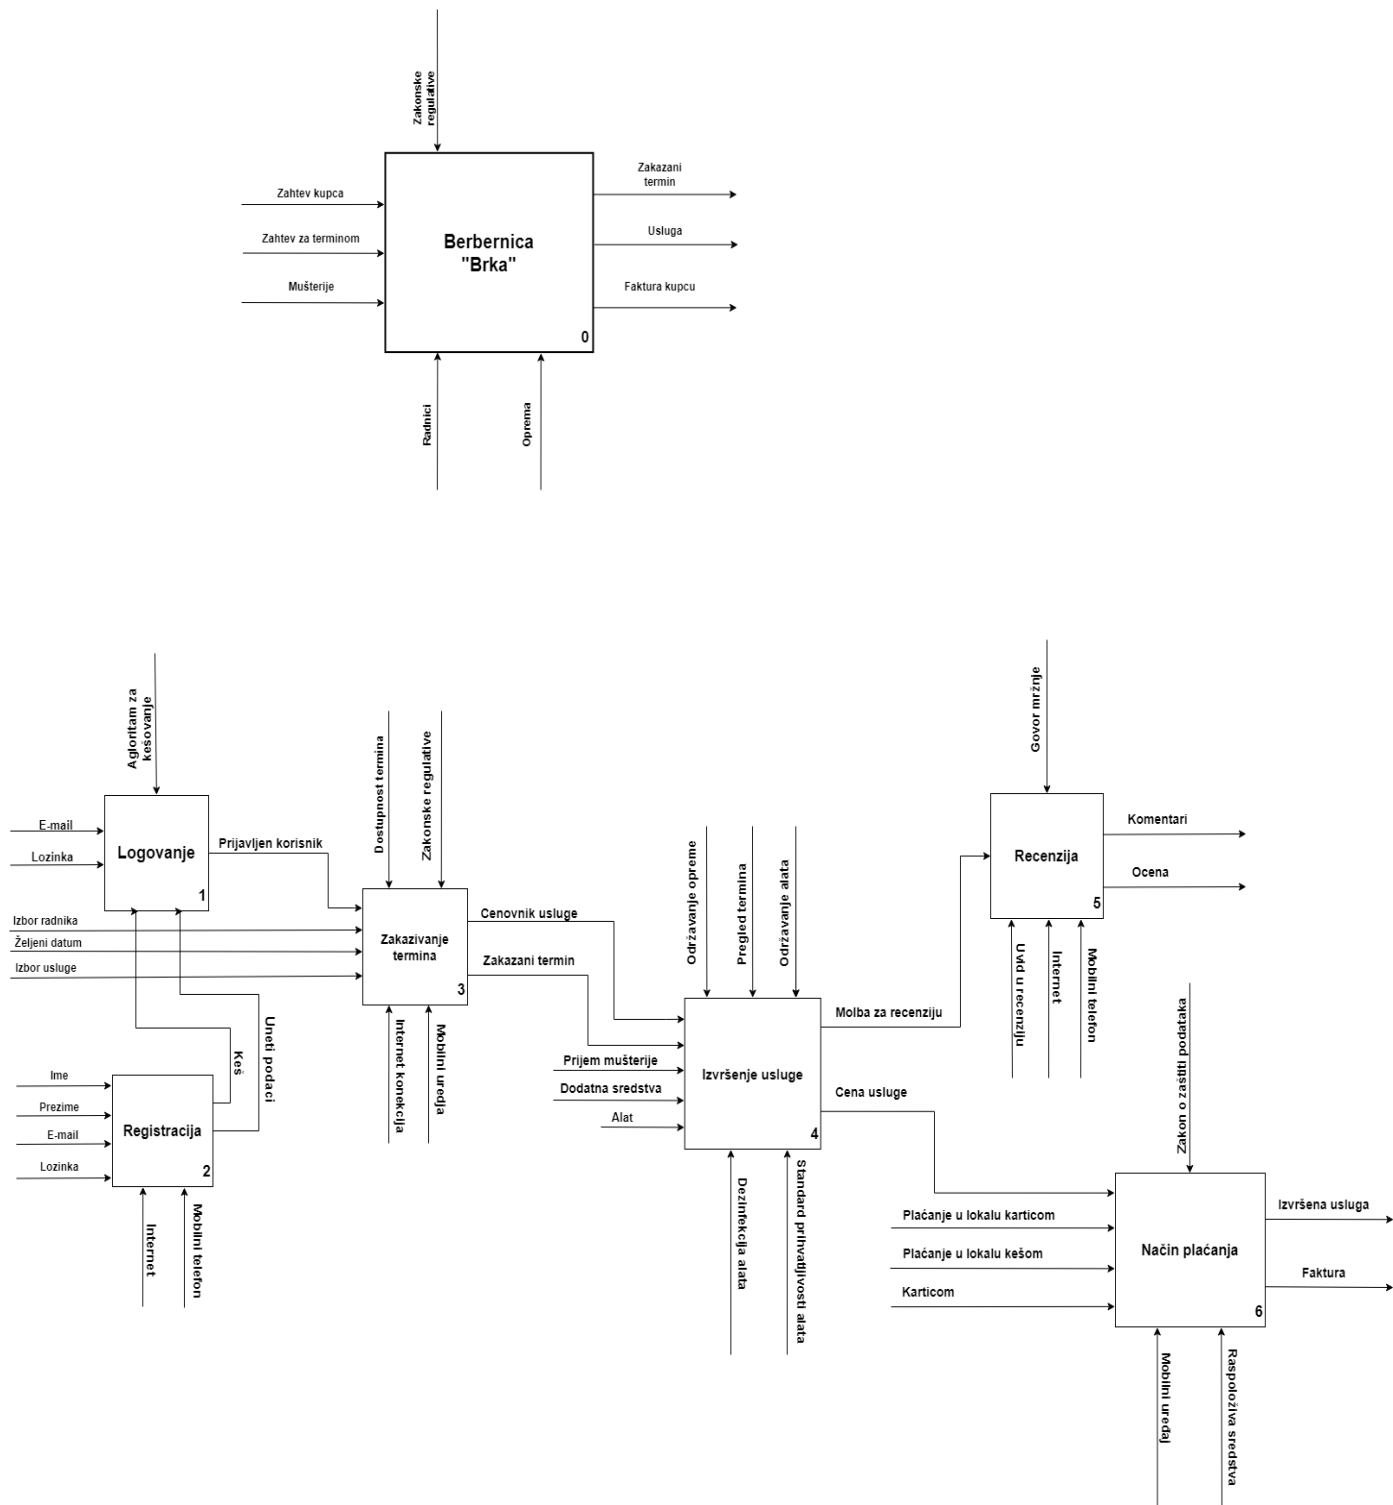 Zakonske
regulative
Zahtev kupca
Zahtev za terminom
Mušterije
Berbernica
"Brka"
0
Zakazani
termin
Usluga
Faktura kupcu
Radnici
Oprema
Agloritam za
kešovanje
E-mail
Lozinka
Logovanje
1
Prijavljen korisnik
Izbor radnika
Željeni datum
Izbor usluge
Keš
Uneti podaci
Ime
Prezime
E-mail
Lozinka
Registracija
2
Internet
Mobilni telefon
Dostupnost termina
Zakonske regulative
Zakazivanje
termina
3
Internet konekcija
Mobilni uredja
Cenovnik usluge
Zakazani termin
Održavanje opreme
Pregled termina
Održavanje alata
Prijem mušterije
Dodatna sredstva
Alat
Izvršenje usluge
4
Dezinfekcija alata
Standard prihvatljivosti alata
Molba za recenziju
Cena usluge
Govor mržnje
Recenzija
5
Komentari
Ocena
Uvid u recenziju
Internet
Mobilni telefon
Zakon o zaštiti podataka
Plaćanje u lokalu karticom
Plaćanje u lokalu kešom
Karticom
Način plaćanja
6
Izvršena usluga
Faktura
Mobilni uređaj
Raspoloživa sredstva